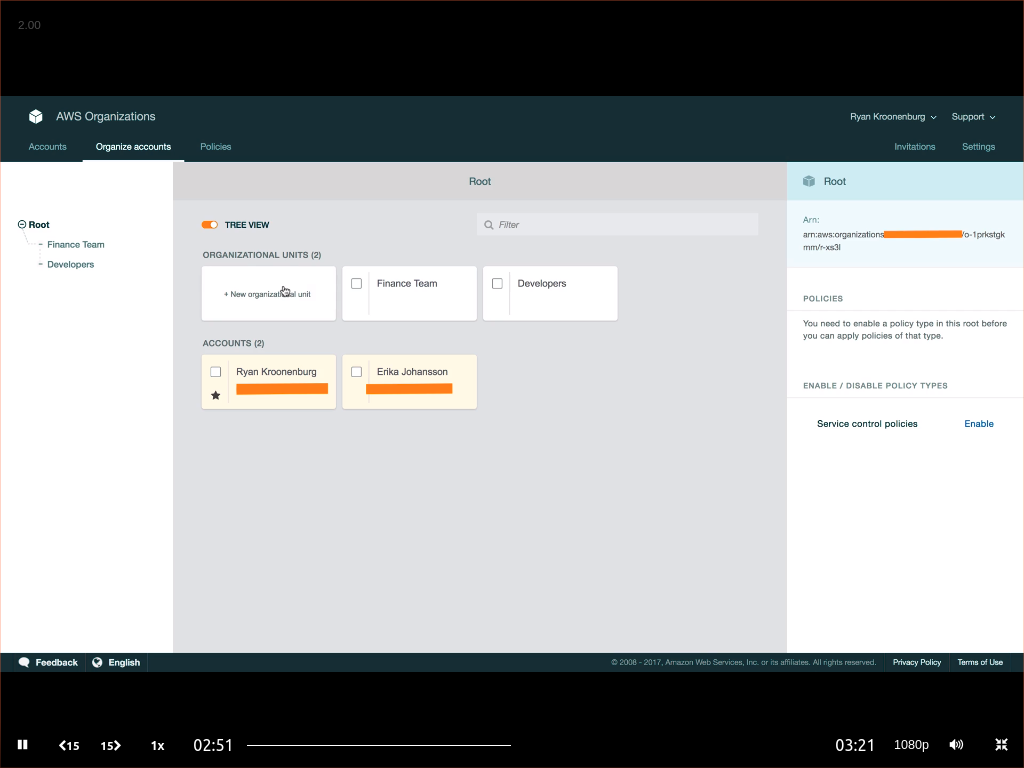 2.00
AWS Organizations
Ryan Kroonenburg
Support
Accounts
Organize accounts
Policies
Invitations
Settings
Root
Root
Root
Finance Team
Developers
TREE VIEW
Filter
ORGANIZATIONAL UNITS (2)
+ New organizational unit
Finance Team
Developers
ACCOUNTS (2)
Ryan Kroonenburg
Erika Johansson
Arn:
arn:aws:organizations
/o-1prkstgk
mm/r-xs3l
POLICIES
You need to enable a policy type in this root before
you can apply policies of that type.
ENABLE / DISABLE POLICY TYPES
Service control policies
Enable
Feedback
English
© 2008 - 2017, Amazon Web Services, Inc. or its affiliates. All rights reserved.
Privacy Policy
Terms of Use
15
15
1x
02:51
03:21
1080p